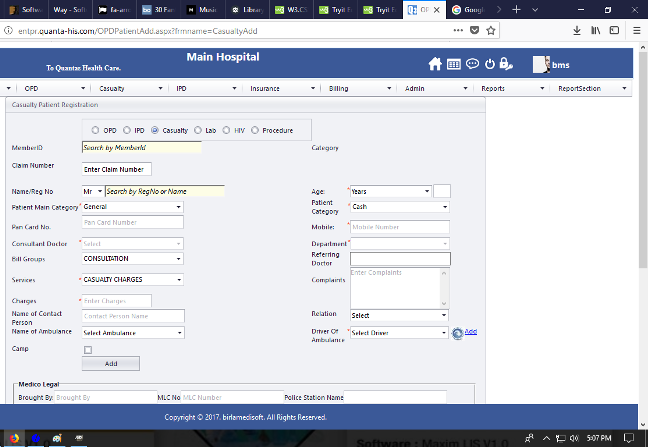 Softwa
Way - Soft
fa-am
30 Fan
Music
Library
W3.CS
Tryit E
Tryit E
OP
Googl
entpr.quanta-his.com/OPDPatientAdd.aspx?frmname=CasualtyAdd
Main Hospital
To Quantaz Health Care.
bms
OPD Casualty IPD Insurance Billing Admin Reports ReportSection
Casualty Patient Registration
OPD IPD Casualty Lab HIV Procedure
MemberID Search by MemberId Category
Claim Number Enter Claim Number
Name/Reg No Mr Search by RegNo or Name Age: * Years
Patient Main Category * General Patient Category * Cash
Pan Card No. Pan Card Number Mobile: * Mobile Number
Consultant Doctor * Select Department *
Bill Groups CONSULTATION Referring Doctor
Services * CASUALTY CHARGES Complaints Enter Complaints
Charges * Enter Charges
Name of Contact Person Contact Person Name Relation Select
Name of Ambulance Select Ambulance Driver Of Ambulance * Select Driver Add
Camp
Add
Medico Legal
Brought By: Brought By MLC No MLC Number Police Station Name
Copyright © 2017. birlamedisoft. All Rights Reserved.
5:07 PM
Software : Maxim LIS V1.0